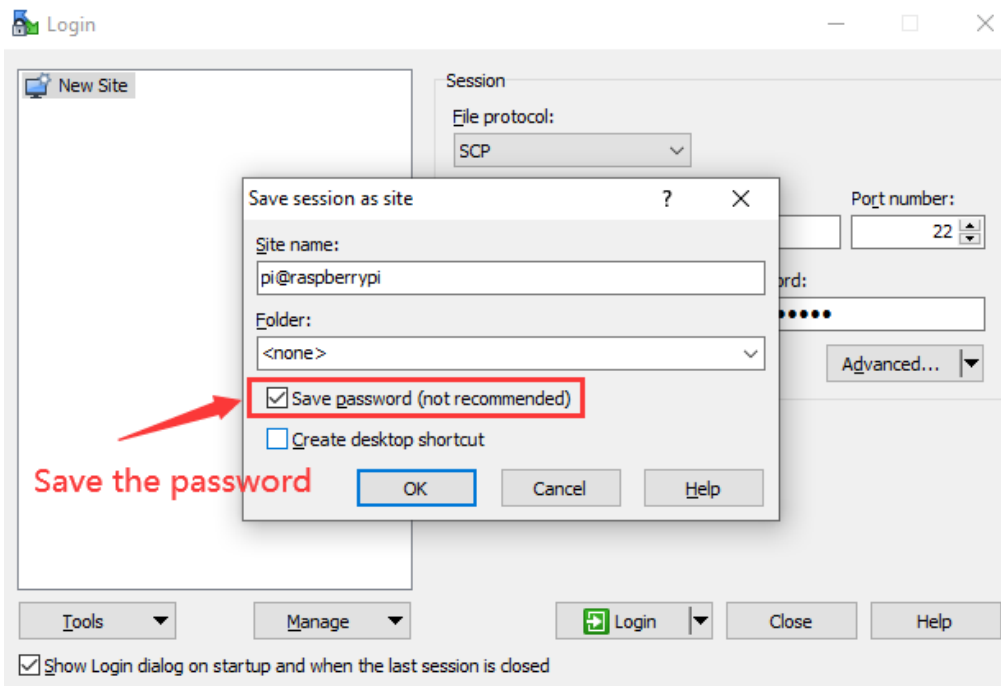 Login
New Site
Session
File protocol:
SCP
Port number:
22
ord:
Advanced...
Save session as site
?
Site name:
pi@raspberrypi
Folder:
<none>
Save password (not recommended)
Create desktop shortcut
Save the password
OK Cancel Help
Tools Manage Login Close Help
Show Login dialog on startup and when the last session is closed